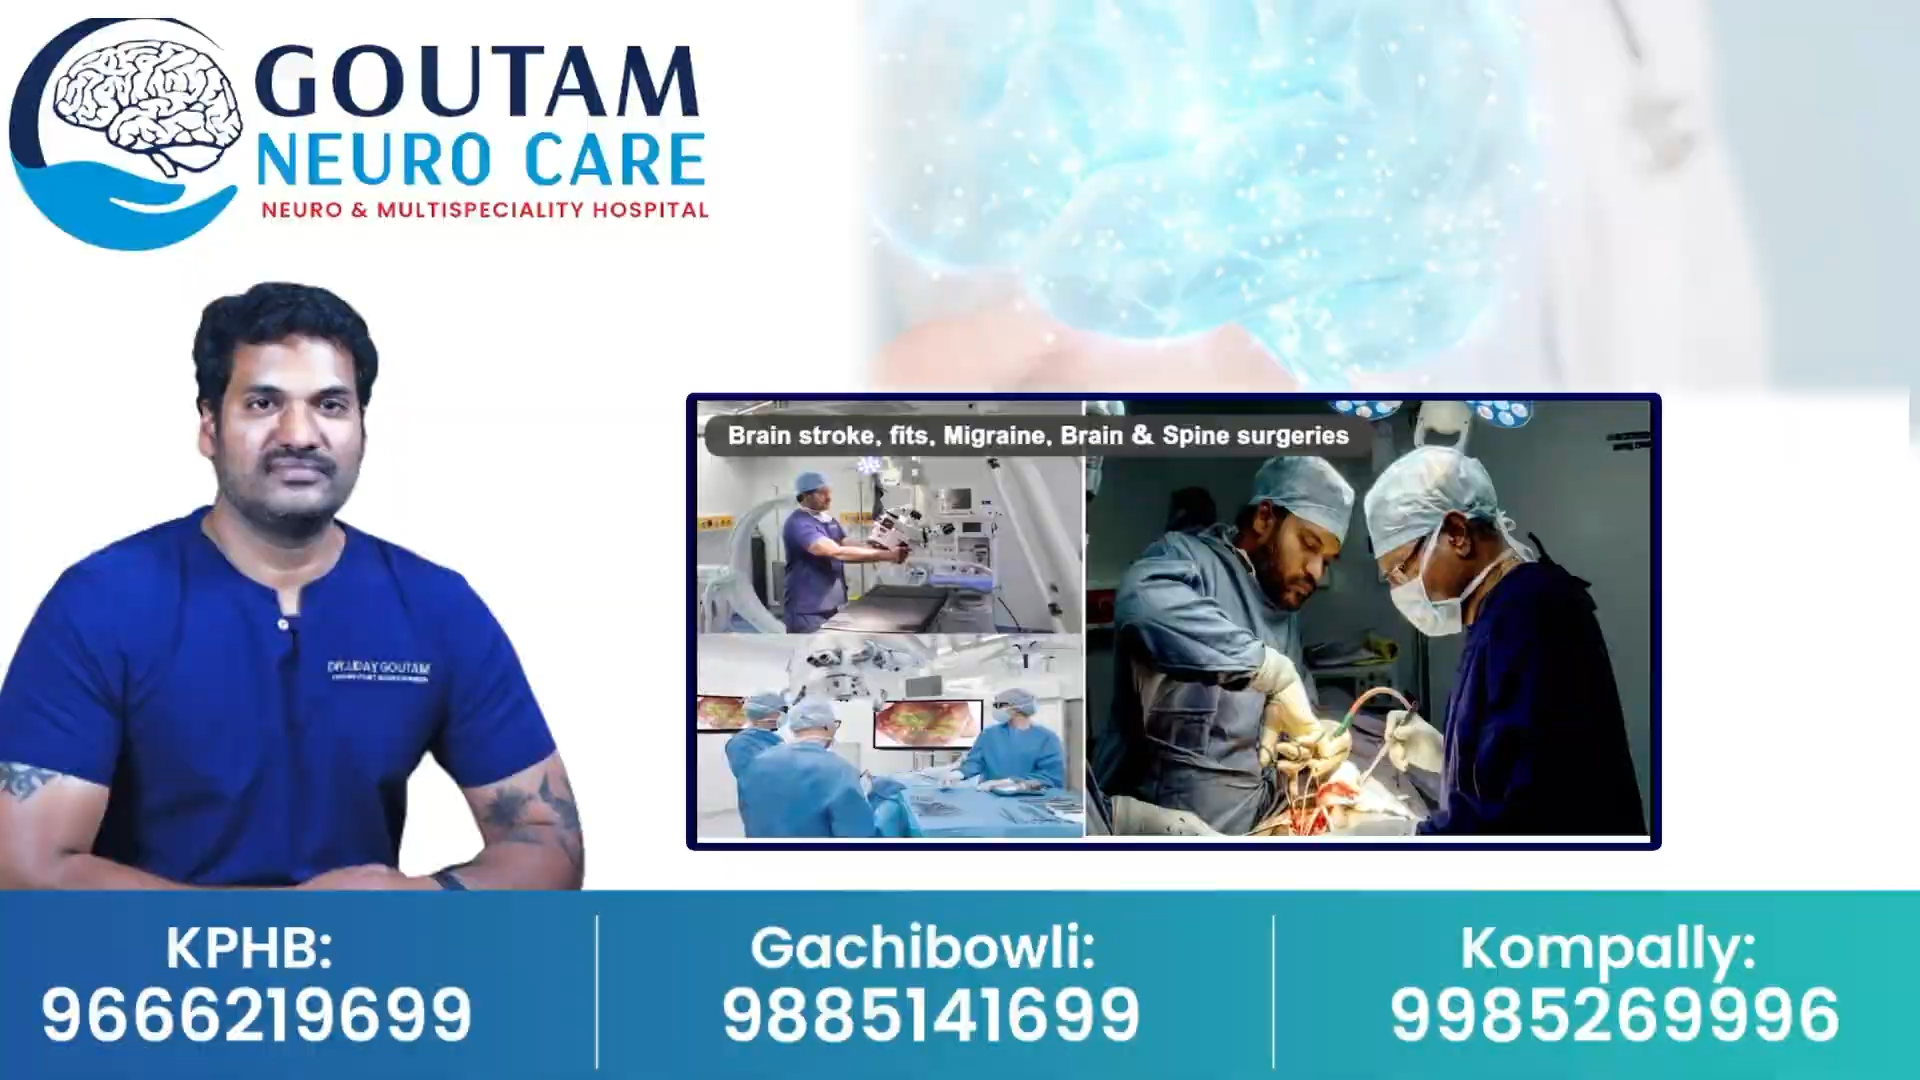 GOUTAM
NEURO CARE
NEURO & MULTISPECIALITY HOSPITAL
Brain stroke, fits, Migraine, Brain & Spine surgeries
DR.UDAY GOUTAM
KPHB:
9666219699
Gachibowli:
9885141699
Kompally:
9985269996